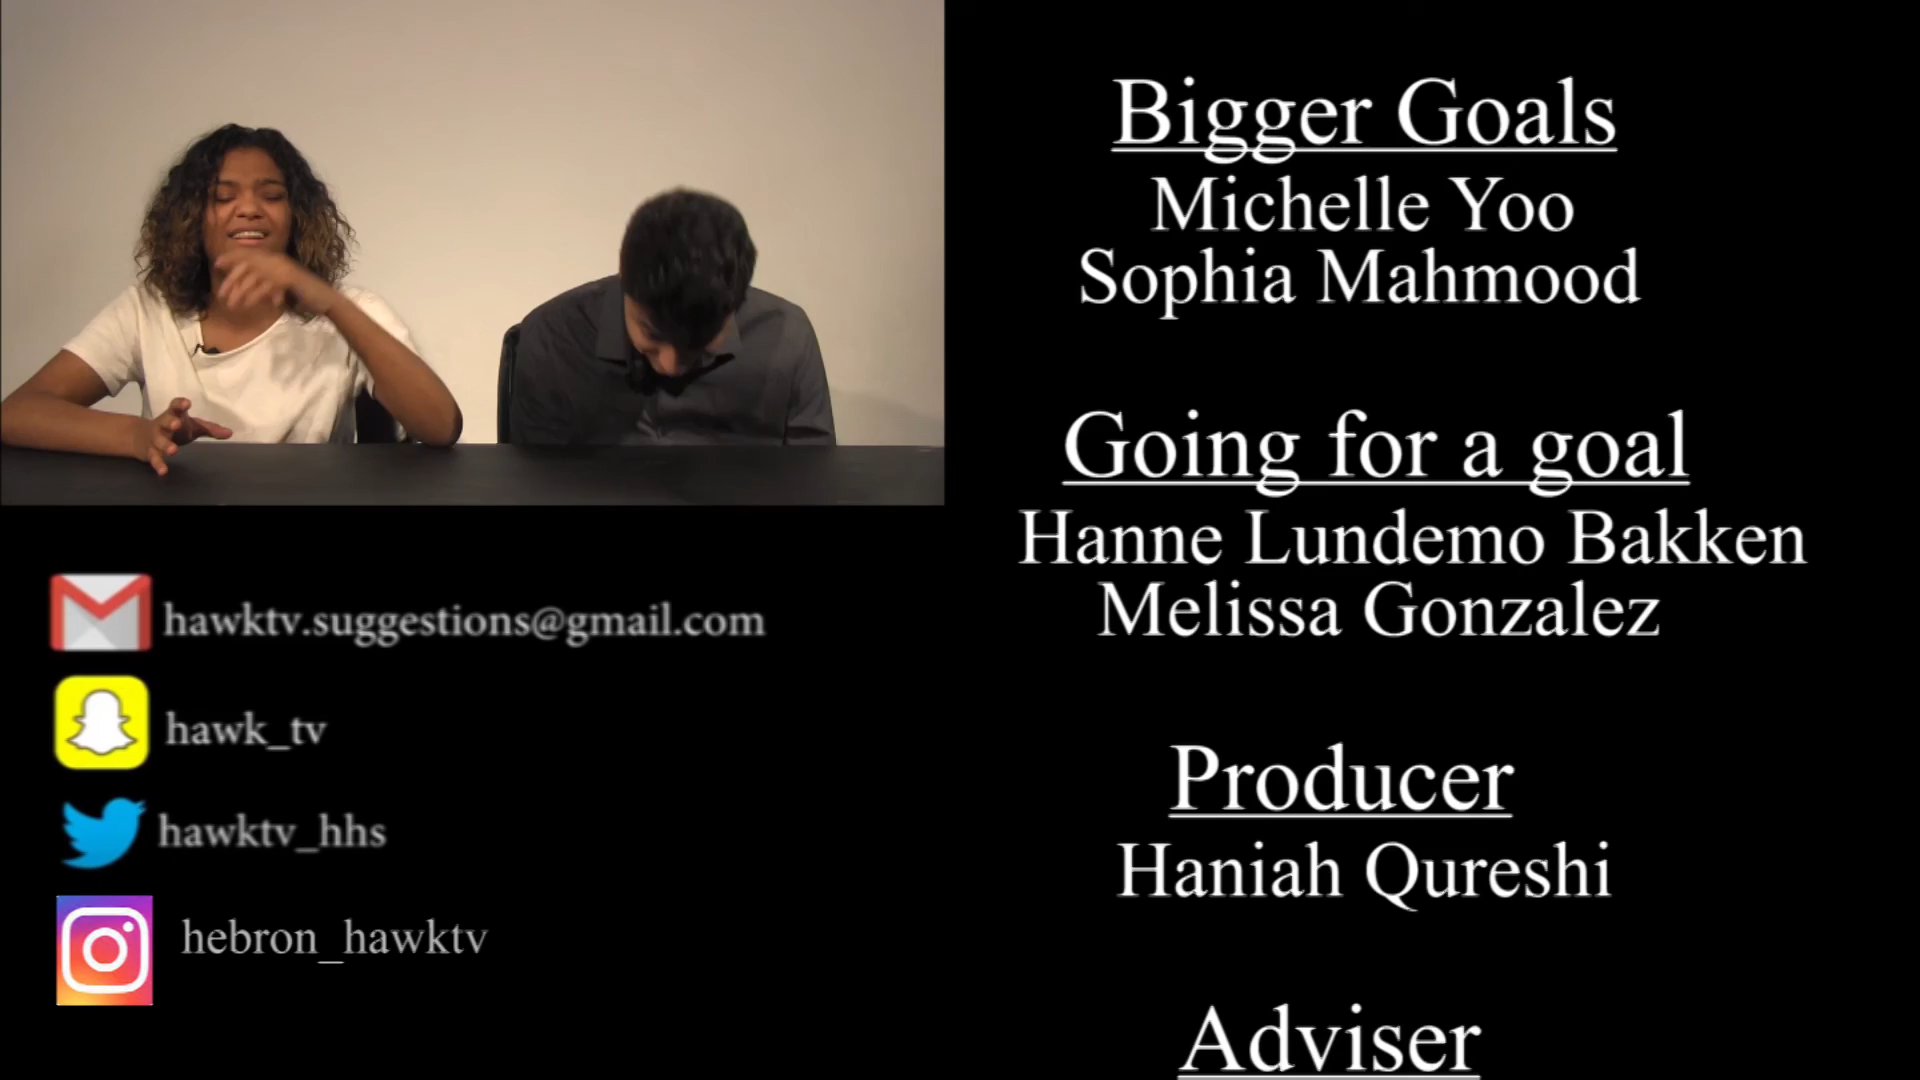 Bigger Goals
Michelle Yoo
Sophia Mahmood
Going for a goal
Hanne Lundemo Bakken
Melissa Gonzalez
Producer
Haniah Qureshi
Adviser
hawktv.suggestions@gmail.com
hawk_tv
hawktv_hhs
hebron_hawktv